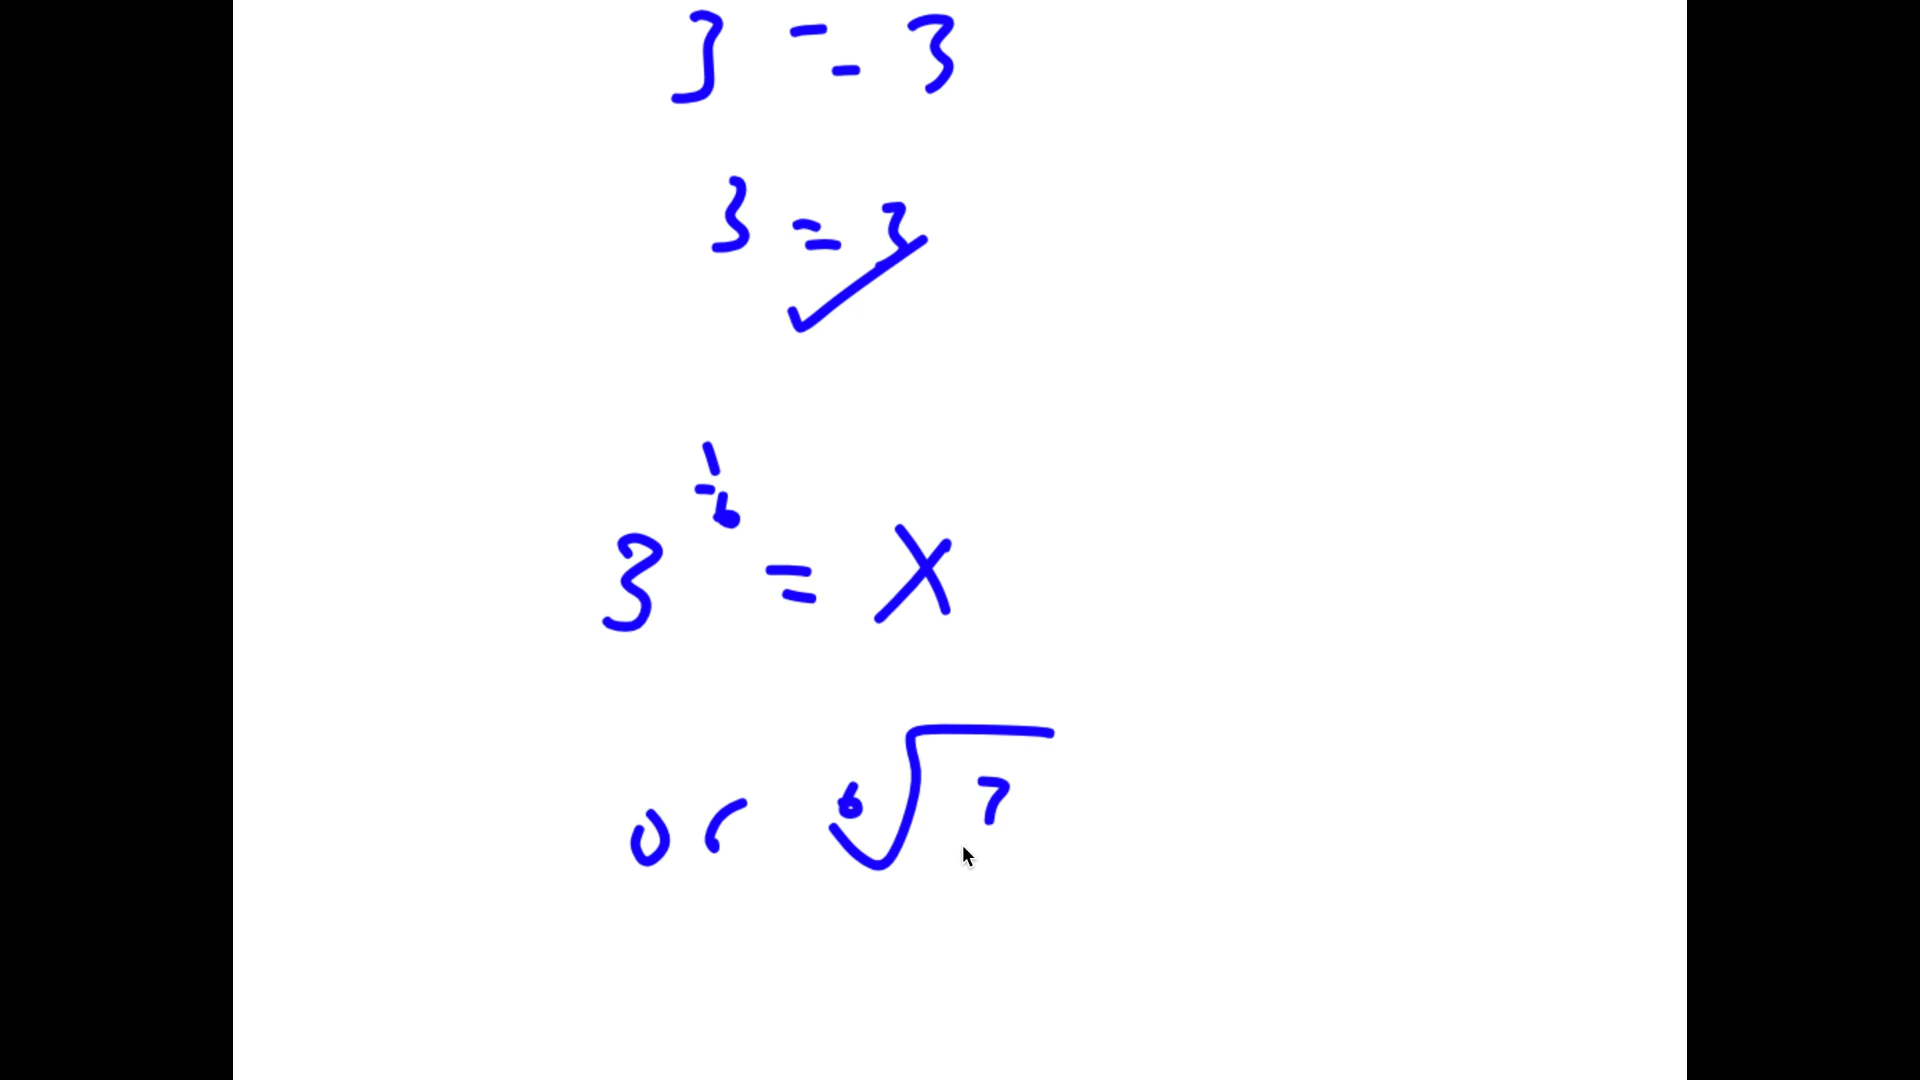 3 = 3
3 = 3 ✓
3^(1/6) = X
or ⁶√7